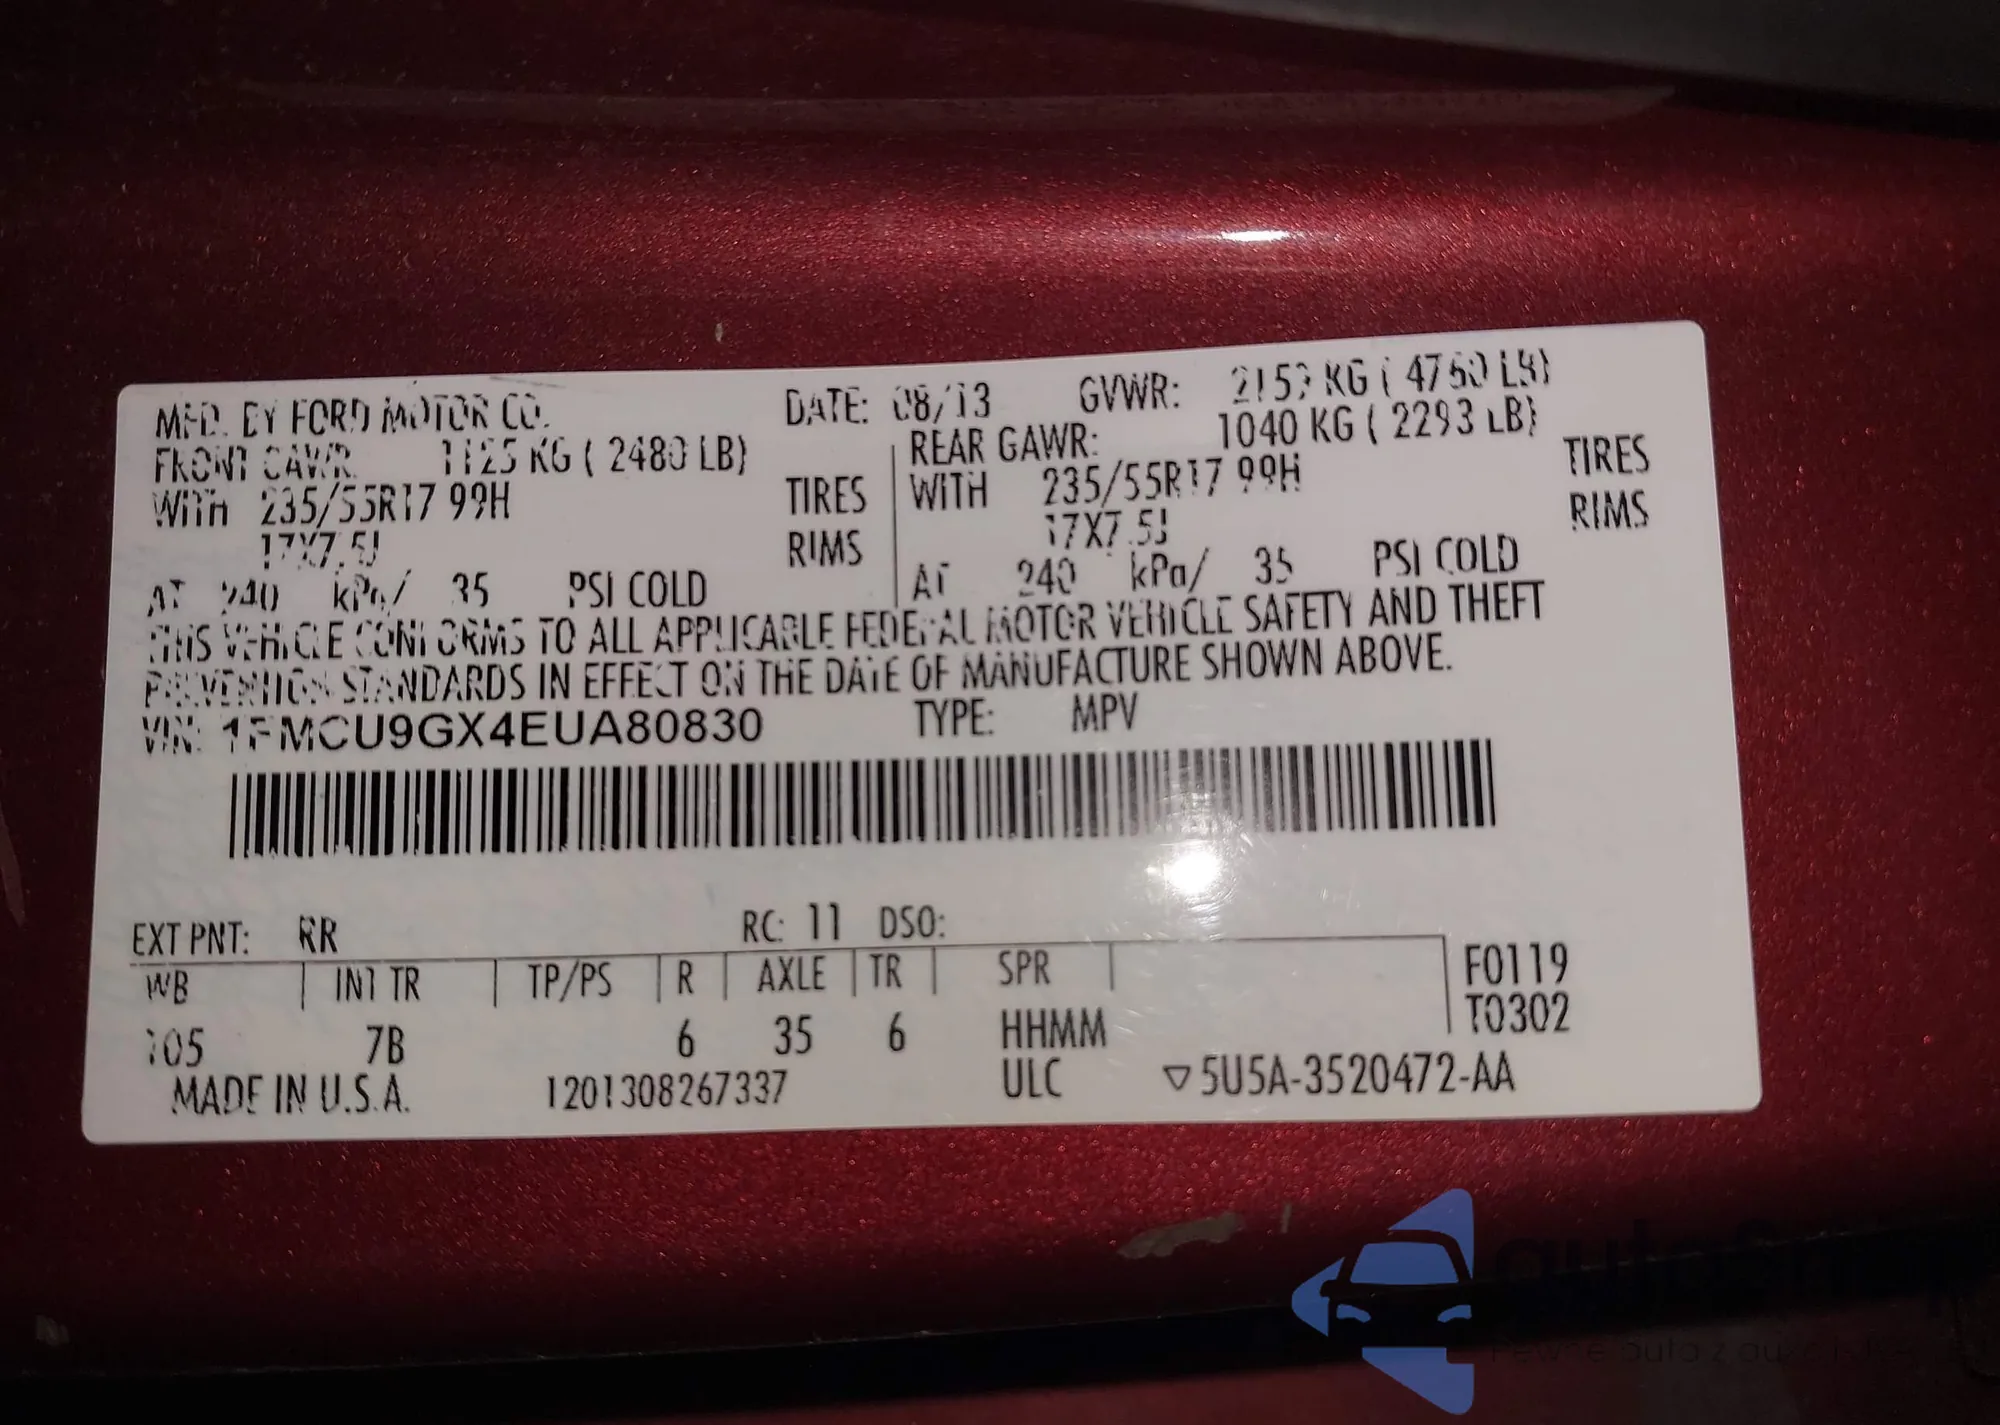 MFD. BY FORD MOTOR CO. DATE: 08/13 GVWR: 2159 KG ( 4760 LB)
FRONT GAWR: 1125 KG ( 2480 LB) REAR GAWR: 1040 KG ( 2293 LB)
WITH 235/55R17 99H TIRES WITH 235/55R17 99H TIRES
17X7.5J RIMS 17X7.5J RIMS
AT 240 kPa/ 35 PSI COLD AT 240 kPa/ 35 PSI COLD
THIS VEHICLE CONFORMS TO ALL APPLICABLE FEDERAL MOTOR VEHICLE SAFETY AND THEFT
PREVENTION STANDARDS IN EFFECT ON THE DATE OF MANUFACTURE SHOWN ABOVE.
VIN: 1FMCU9GX4EUA80830 TYPE: MPV
EXT PNT: RR RC: 11 DSO:
WB INT TR TP/PS R AXLE TR SPR F0119
105 7B 6 35 6 HHMM T0302
MADE IN U.S.A. 1201308267337 ULC ▽5U5A-3520472-AA